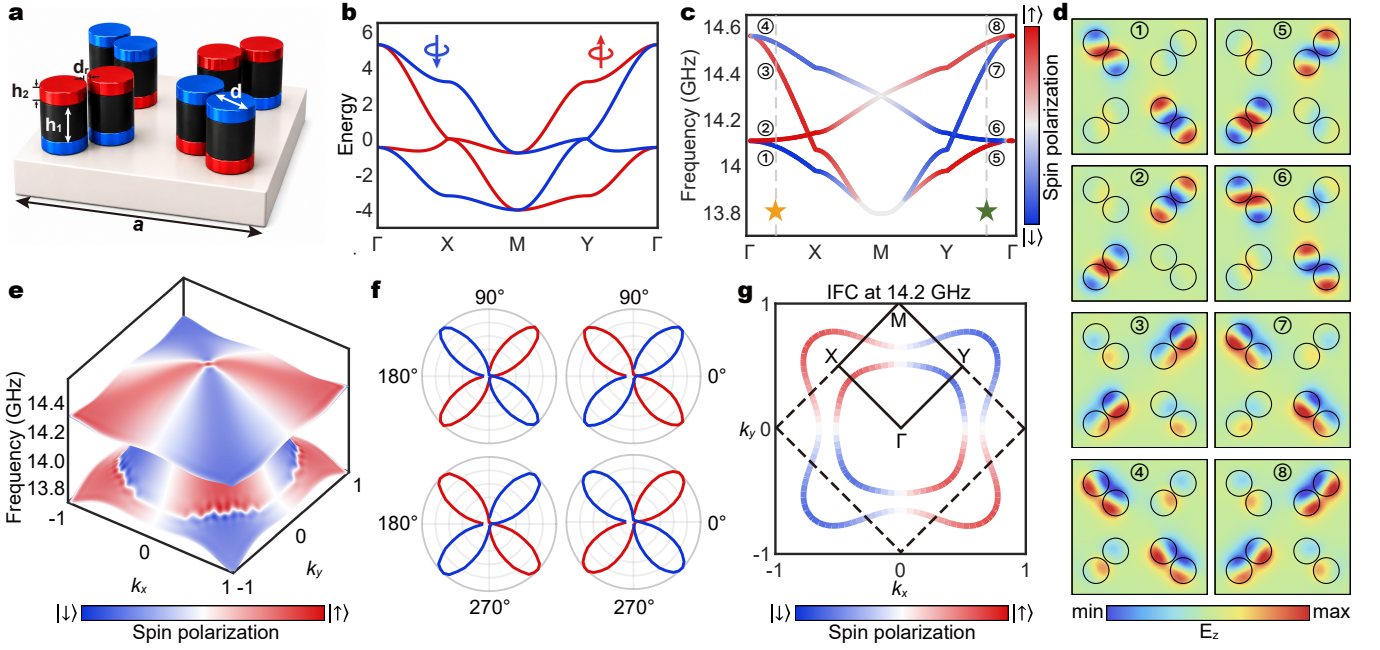 a
h₂
dᵣ
h₁
d
a
b
Energy
6
4
2
0
-2
-4
Γ X M Y Γ
c
Frequency (GHz)
14.6
14.4
14.2
14
13.8
④
③
②
①
⑧
⑦
⑥
⑤
Γ X M Y Γ
|↑⟩
Spin polarization
|↓⟩
d
① ⑤
② ⑥
③ ⑦
④ ⑧
min max
E_z
e
Frequency (GHz)
14.4
14.2
14.0
13.8
-1 0 1
kₓ
-1 0 1
k_y
|↓⟩ |↑⟩
Spin polarization
f
90° 90°
180° 0°
180° 0°
270° 270°
g
IFC at 14.2 GHz
1
M
X Y
k_y 0
Γ
-1
-1 0 1
kₓ
|↓⟩ |↑⟩
Spin polarization